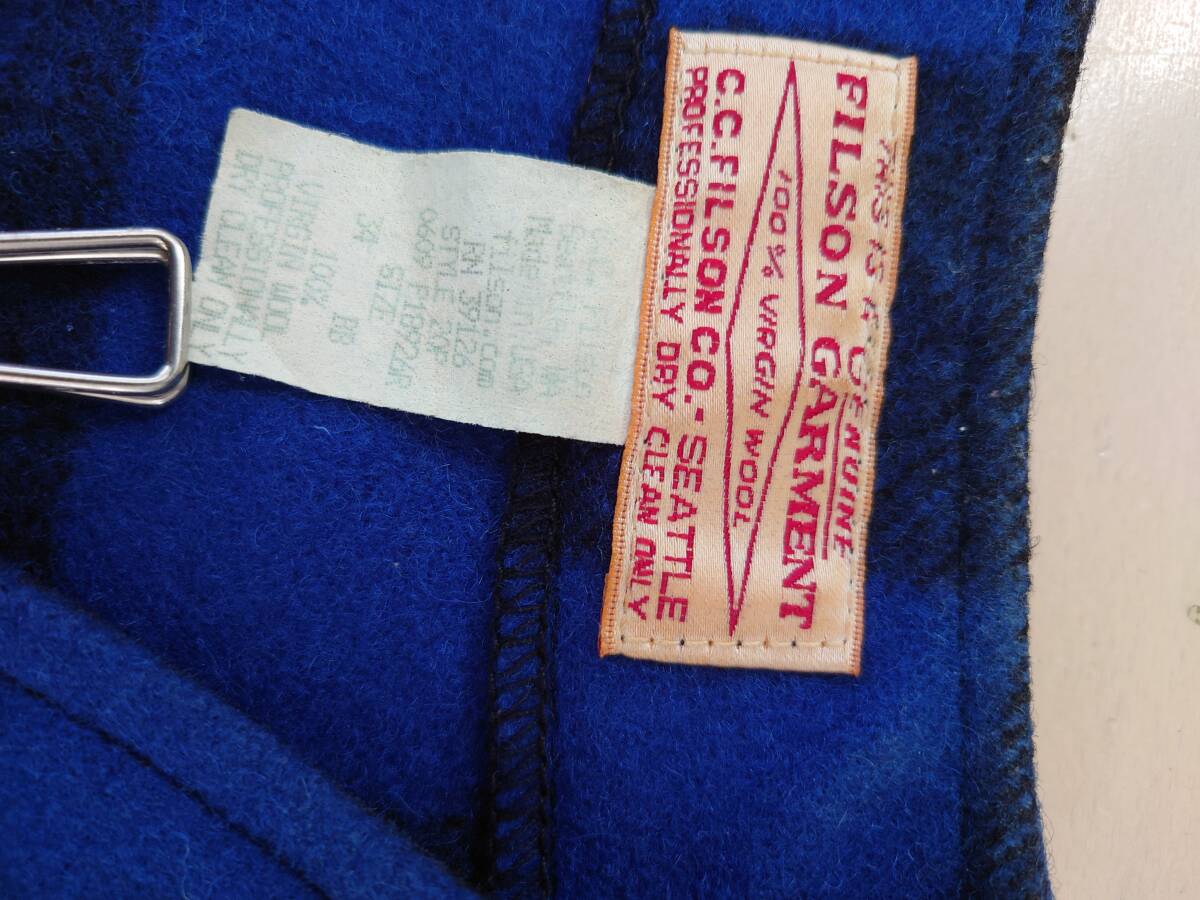 THIS IS A GENUINE
FILSON GARMENT
100% VIRGIN WOOL
C.C.FILSON CO.-SEATTLE
PROFESSIONALLY DRY CLEAN ONLY
Made in USA
filson.com
RN 39126
STYLE 20P
SIZE
34
100%
VIRGIN WOOL
PROFESSIONALLY
DRY CLEAN ONLY